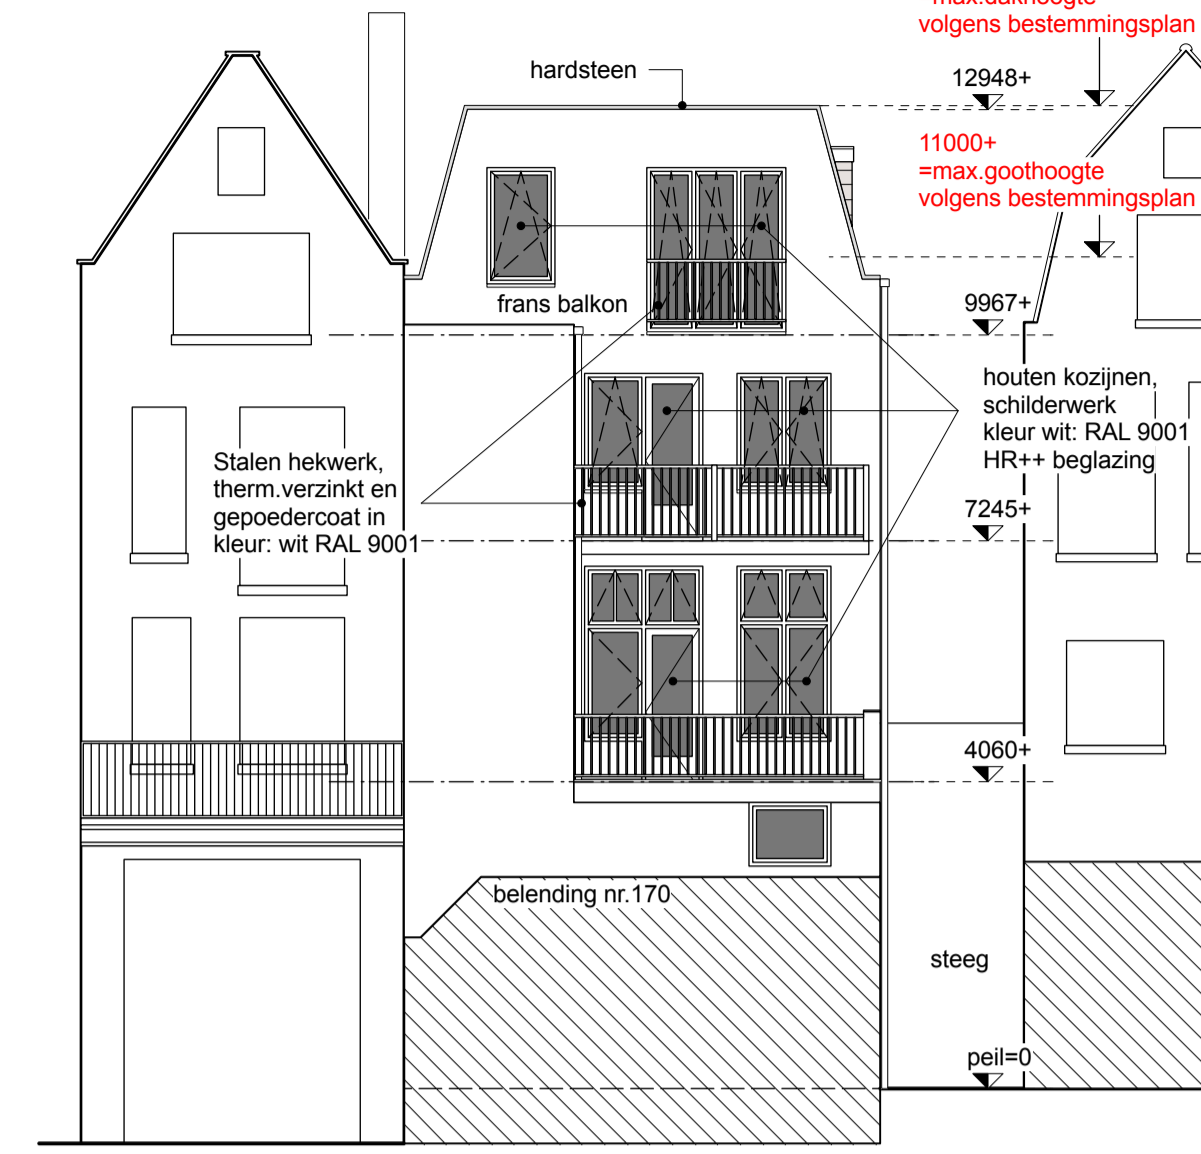 =max.dakhoogte
volgens bestemmingsplan
hardsteen
12948+
11000+
=max.goothoogte
volgens bestemmingsplan
frans balkon
9967+
houten kozijnen,
schilderwerk
kleur wit: RAL 9001
HR++ beglazing
Stalen hekwerk,
therm.verzinkt en
gepoedercoat in
kleur: wit RAL 9001
7245+
4060+
belending nr.170
steeg
peil=0